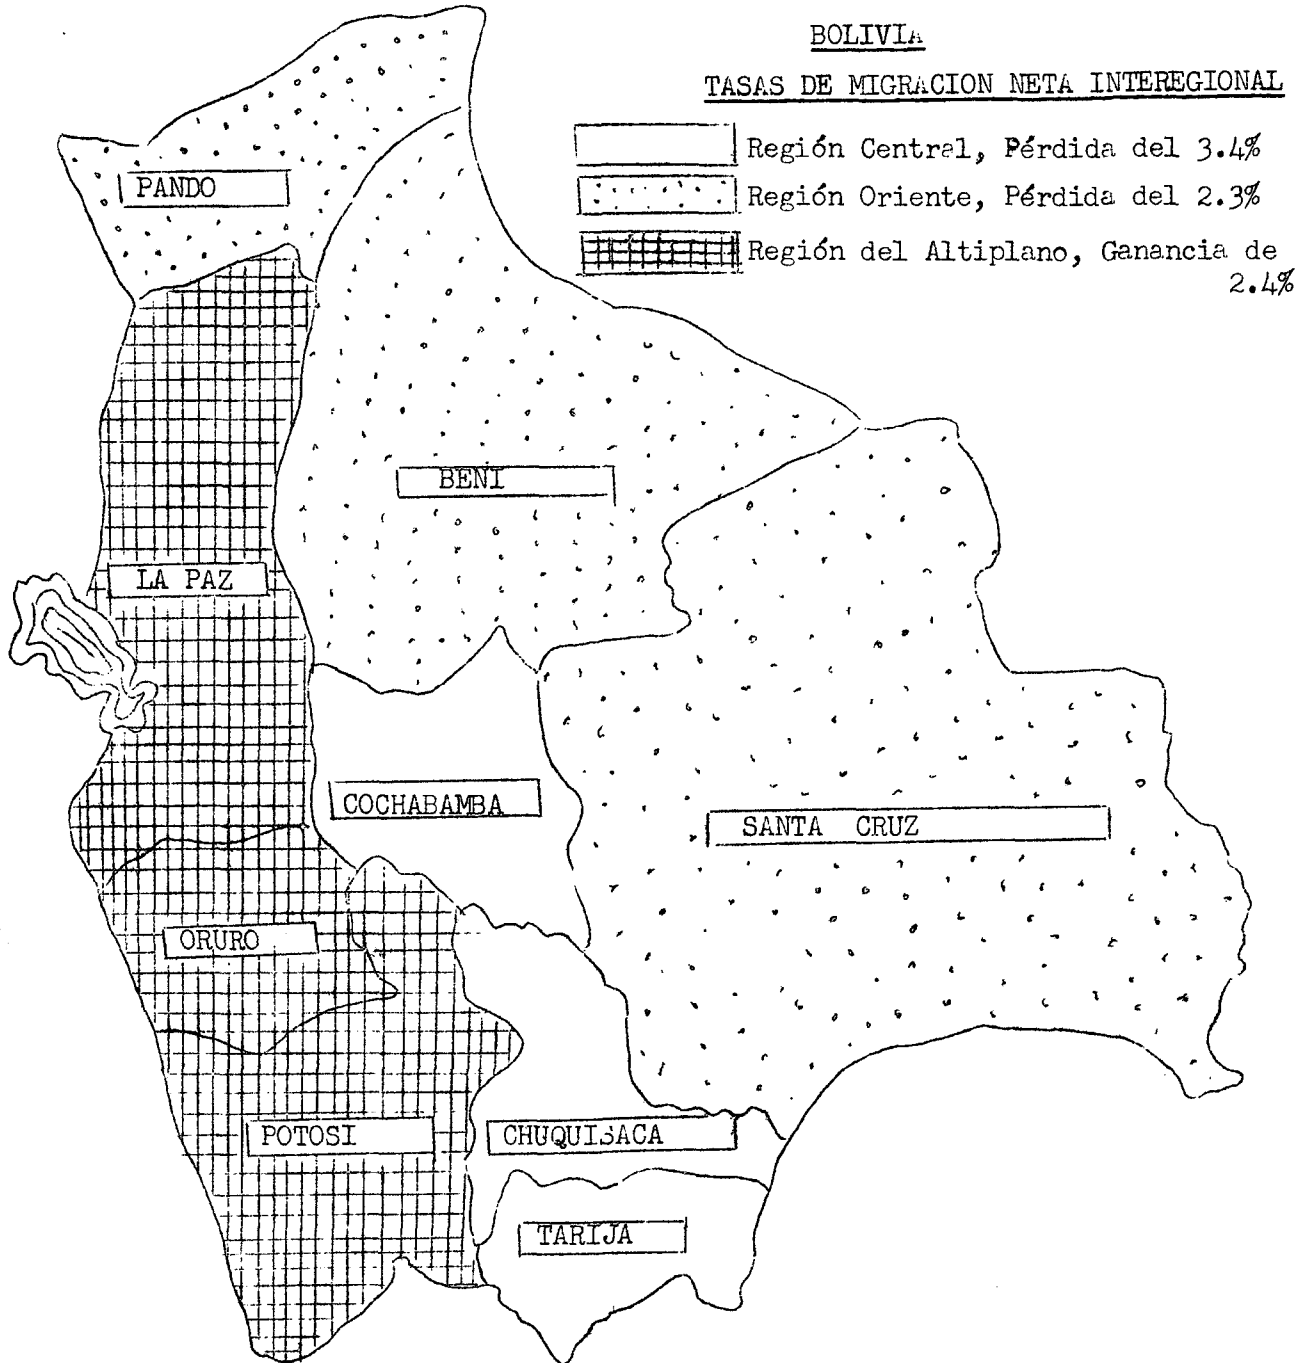 BOLIVIA
TASAS DE MIGRACION NETA INTEREGIONAL
Región Central, Pérdida del 3.4%
Región Oriente, Pérdida del 2.3%
Región del Altiplano, Ganancia de
2.4%
PANDO
BENI
LA PAZ
COCHABAMBA
SANTA CRUZ
ORURO
POTOSI
CHUQUISACA
TARIJA